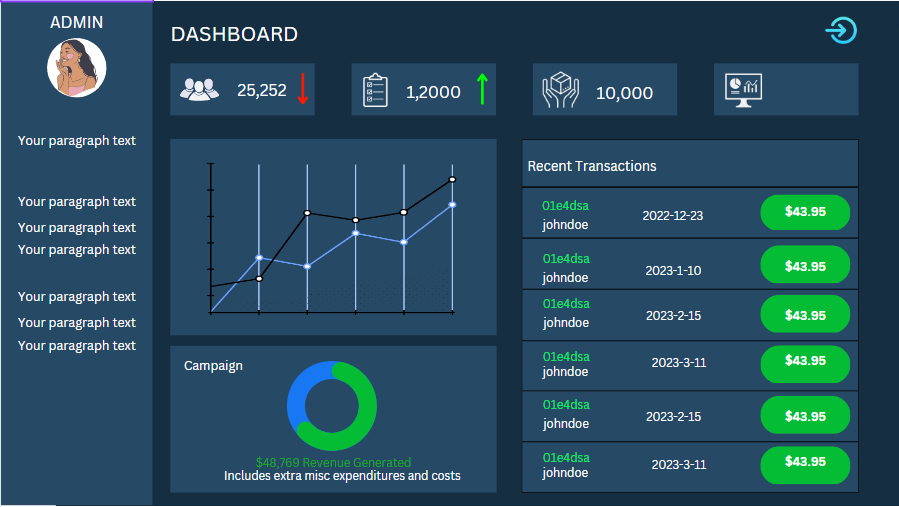 ADMIN
Your paragraph text
Your paragraph text
Your paragraph text
Your paragraph text
Your paragraph text
Your paragraph text
Your paragraph text
DASHBOARD
25,252
1,2000
10,000
Campaign
$48,769 Revenue Generated
Includes extra misc expenditures and costs
Recent Transactions
01e4dsa
johndoe
2022-12-23
$43.95
01e4dsa
johndoe
2023-1-10
$43.95
01e4dsa
johndoe
2023-2-15
$43.95
01e4dsa
johndoe
2023-3-11
$43.95
01e4dsa
johndoe
2023-2-15
$43.95
01e4dsa
johndoe
2023-3-11
$43.95